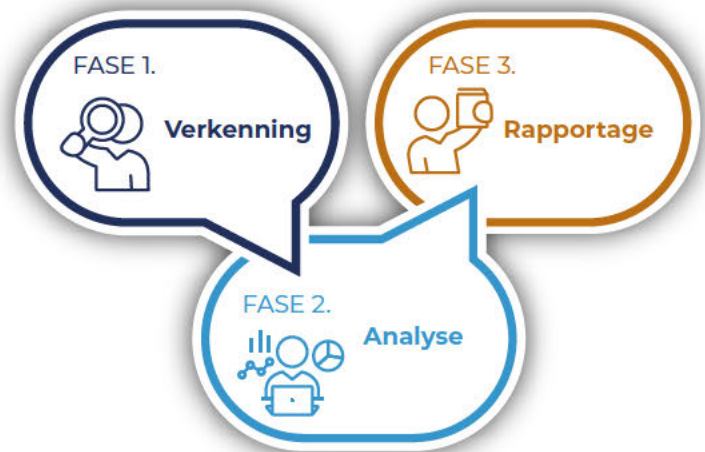 FASE 1.
Verkenning
FASE 2.
Analyse
FASE 3.
Rapportage